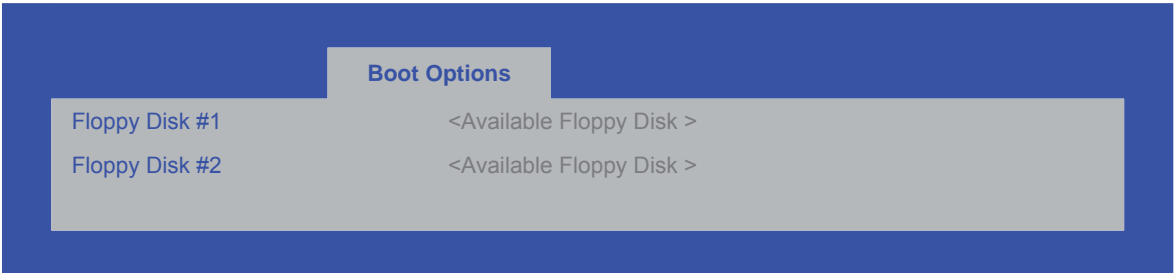 Boot Options
Floppy Disk #1 <Available Floppy Disk >
Floppy Disk #2 <Available Floppy Disk >